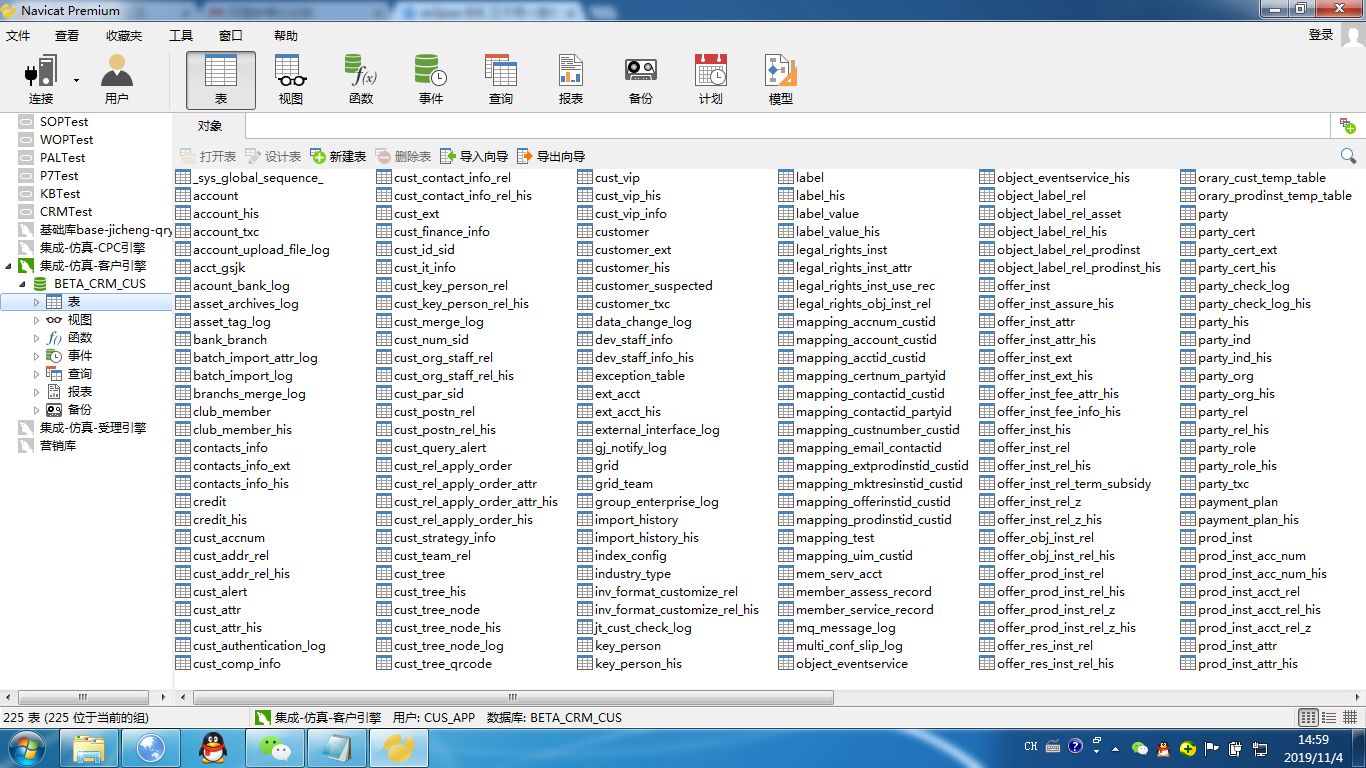 Navicat Premium
文件 查看 收藏夹 工具 窗口 帮助 登录
连接 用户 表 视图 函数 事件 查询 报表 备份 计划 模型
SOPTest
WOPTest
PALTest
P7Test
KBTest
CRMTest
基础库base-jicheng-qry
集成-仿真-CPC引擎
集成-仿真-客户引擎
BETA_CRM_CUS
表
视图
函数
事件
查询
报表
备份
集成-仿真-受理引擎
营销库
对象
打开表 设计表 新建表 删除表 导入向导 导出向导
_sys_global_sequence_
account
account_his
account_txc
account_upload_file_log
acct_gsjk
acount_bank_log
asset_archives_log
asset_tag_log
bank_branch
batch_import_attr_log
batch_import_log
branchs_merge_log
club_member
club_member_his
contacts_info
contacts_info_ext
contacts_info_his
credit
credit_his
cust_accnum
cust_addr_rel
cust_addr_rel_his
cust_alert
cust_attr
cust_attr_his
cust_authentication_log
cust_comp_info
cust_contact_info_rel
cust_contact_info_rel_his
cust_ext
cust_finance_info
cust_id_sid
cust_it_info
cust_key_person_rel
cust_key_person_rel_his
cust_merge_log
cust_num_sid
cust_org_staff_rel
cust_org_staff_rel_his
cust_par_sid
cust_postn_rel
cust_postn_rel_his
cust_query_alert
cust_rel_apply_order
cust_rel_apply_order_attr
cust_rel_apply_order_attr_his
cust_rel_apply_order_his
cust_strategy_info
cust_team_rel
cust_tree
cust_tree_his
cust_tree_node
cust_tree_node_his
cust_tree_node_log
cust_tree_qrcode
cust_vip
cust_vip_his
cust_vip_info
customer
customer_ext
customer_his
customer_suspected
customer_txc
data_change_log
dev_staff_info
dev_staff_info_his
exception_table
ext_acct
ext_acct_his
external_interface_log
gj_notify_log
grid
grid_team
group_enterprise_log
import_history
import_history_his
index_config
industry_type
inv_format_customize_rel
inv_format_customize_rel_his
jt_cust_check_log
key_person
key_person_his
label
label_his
label_value
label_value_his
legal_rights_inst
legal_rights_inst_attr
legal_rights_inst_use_rec
legal_rights_obj_inst_rel
mapping_accnum_custid
mapping_account_custid
mapping_acctid_custid
mapping_certnum_partyid
mapping_contactid_custid
mapping_contactid_partyid
mapping_custnumber_custid
mapping_email_contactid
mapping_extprodinstid_custid
mapping_mktresinstid_custid
mapping_offerinstid_custid
mapping_prodinstid_custid
mapping_test
mapping_uim_custid
mem_serv_acct
member_assess_record
member_service_record
mq_message_log
multi_conf_slip_log
object_eventservice
object_eventservice_his
object_label_rel
object_label_rel_asset
object_label_rel_his
object_label_rel_prodinst
object_label_rel_prodinst_his
offer_inst
offer_inst_assure_his
offer_inst_attr
offer_inst_attr_his
offer_inst_ext
offer_inst_ext_his
offer_inst_fee_attr_his
offer_inst_fee_info_his
offer_inst_his
offer_inst_rel
offer_inst_rel_his
offer_inst_rel_term_subsidy
offer_inst_rel_z
offer_inst_rel_z_his
offer_obj_inst_rel
offer_obj_inst_rel_his
offer_prod_inst_rel
offer_prod_inst_rel_his
offer_prod_inst_rel_z
offer_prod_inst_rel_z_his
offer_res_inst_rel
offer_res_inst_rel_his
orary_cust_temp_table
orary_prodinst_temp_table
party
party_cert
party_cert_ext
party_cert_his
party_check_log
party_check_log_his
party_his
party_ind
party_ind_his
party_org
party_org_his
party_rel
party_rel_his
party_role
party_role_his
party_txc
payment_plan
payment_plan_his
prod_inst
prod_inst_acc_num
prod_inst_acc_num_his
prod_inst_acct_rel
prod_inst_acct_rel_his
prod_inst_acct_rel_z
prod_inst_attr
prod_inst_attr_his
225 表 (225 位于当前的组) 集成-仿真-客户引擎 用户: CUS_APP 数据库: BETA_CRM_CUS
CH 14:59
2019/11/4